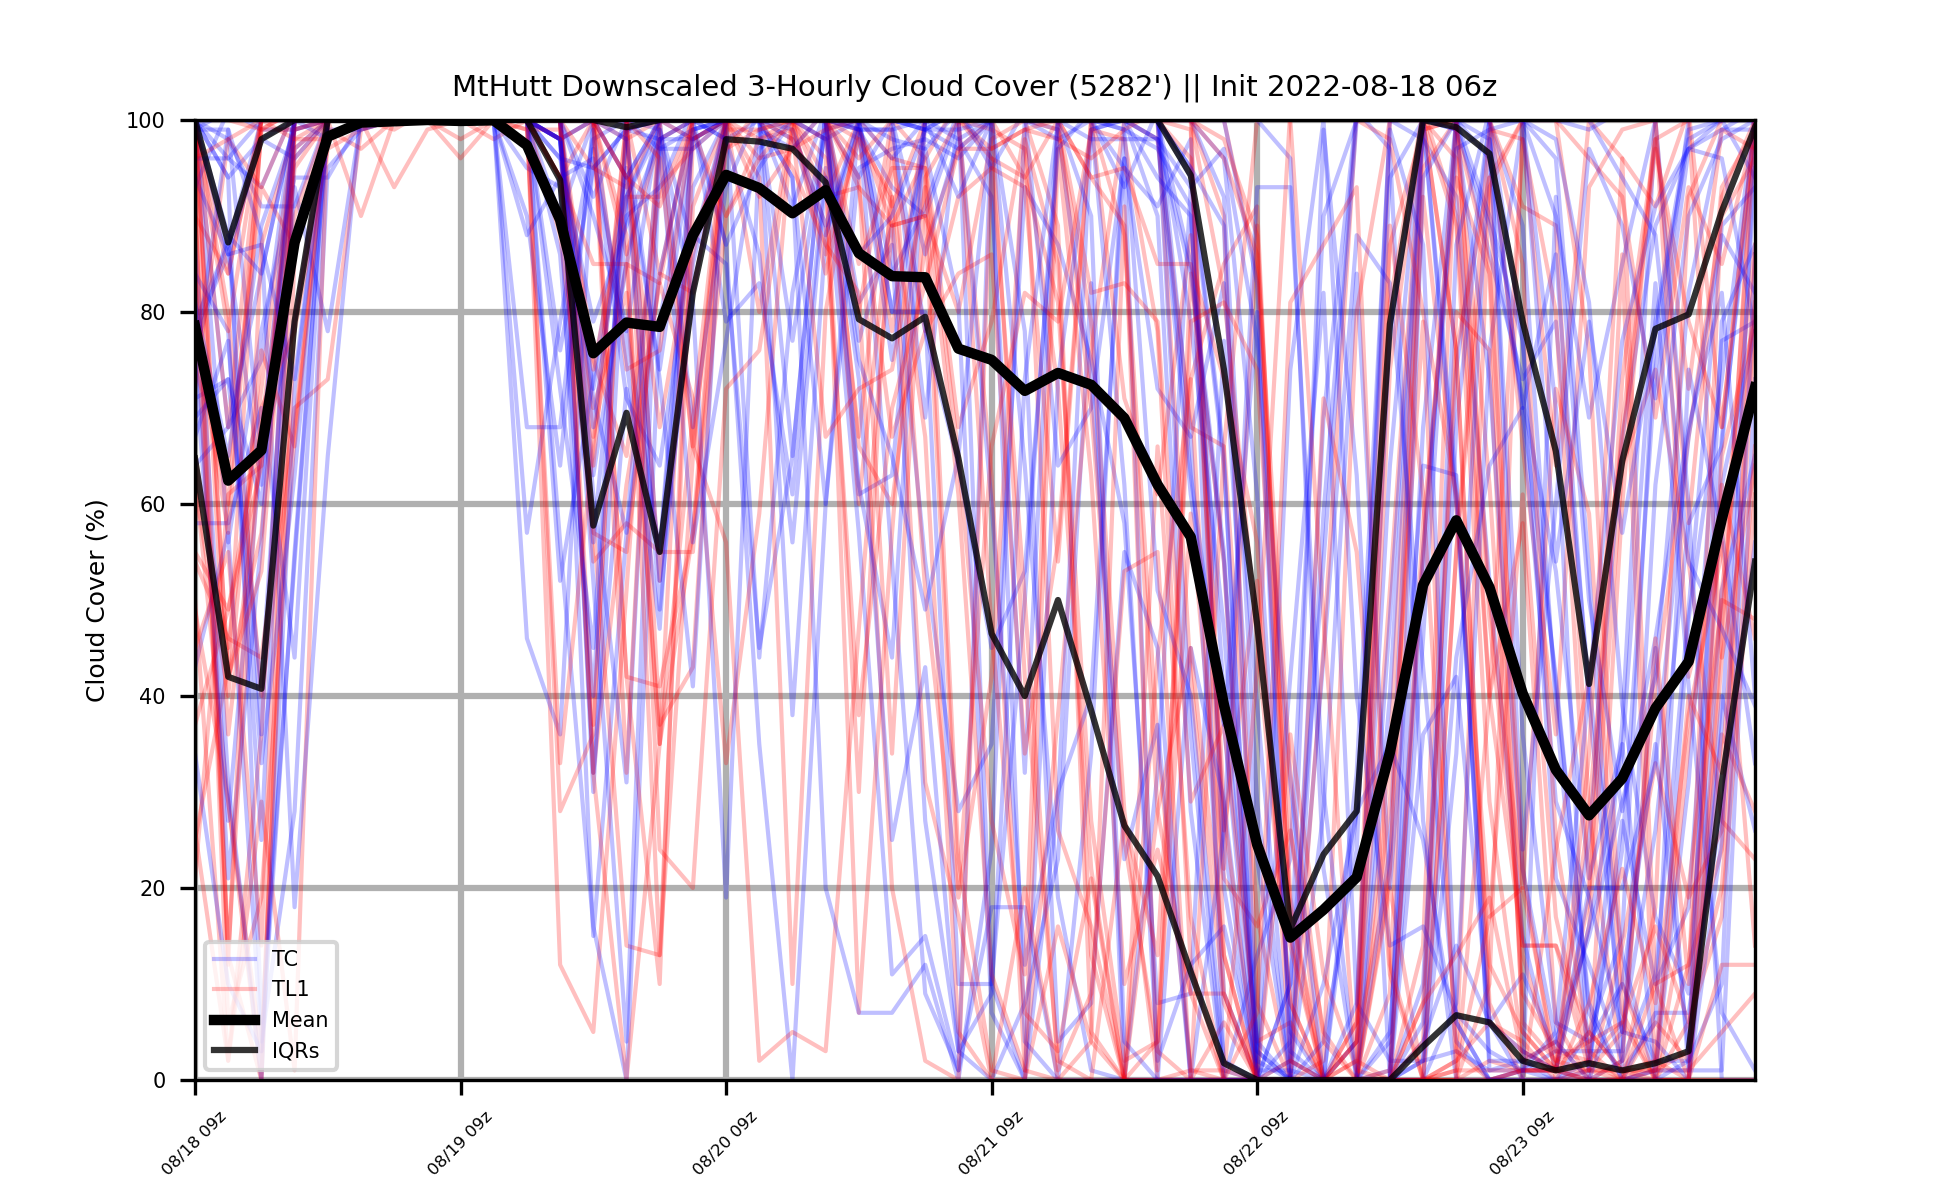 MtHutt Downscaled 3-Hourly Cloud Cover (5282') || Init 2022-08-18 06z
Cloud Cover (%)
100
80
60
40
20
0
TC
TL1
Mean
IQRs
08/18 09z
08/19 09z
08/20 09z
08/21 09z
08/22 09z
08/23 09z